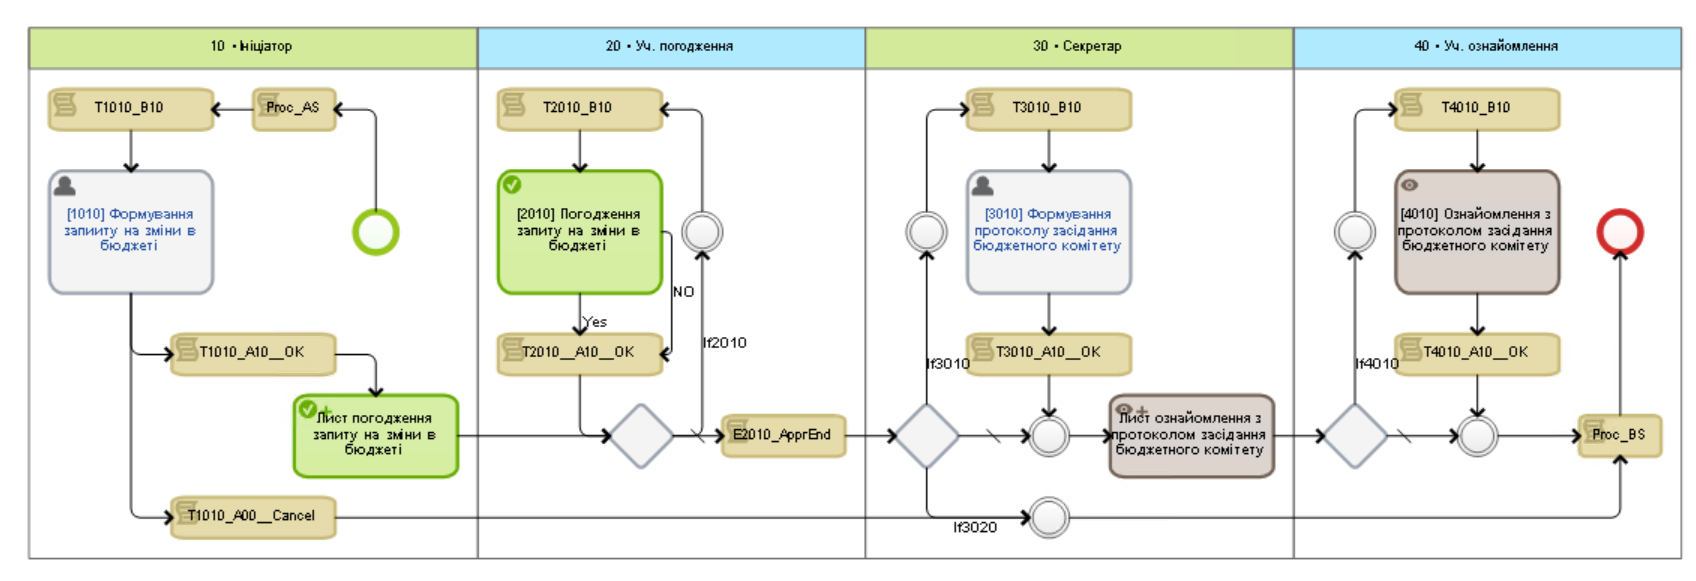 10 • Ініціатор
20 • Уч. погодження
30 • Секретар
40 • Уч. ознайомлення
T1010_B10
Proc_AS
[1010] Формування
запииту на зміни в
бюджеті
T1010_A10__OK
Лист погодження
запиту на зміни в
бюджеті
T1010_A00__Cancel
T2010_B10
[2010] Погодження
запиту на зміни в
бюджеті
NO
Yes
T2010__A10__OK
If2010
E2010_ApprEnd
T3010_B10
[3010] Формування
протоколу засідання
бюджетного комітету
If3010
T3010_A10__OK
Лист ознайомлення з
протоколом засідання
бюджетного комітету
If3020
T4010_B10
[4010] Ознайомлення з
протоколом засідання
бюджетного комітету
If4010
T4010_A10__OK
Proc_BS